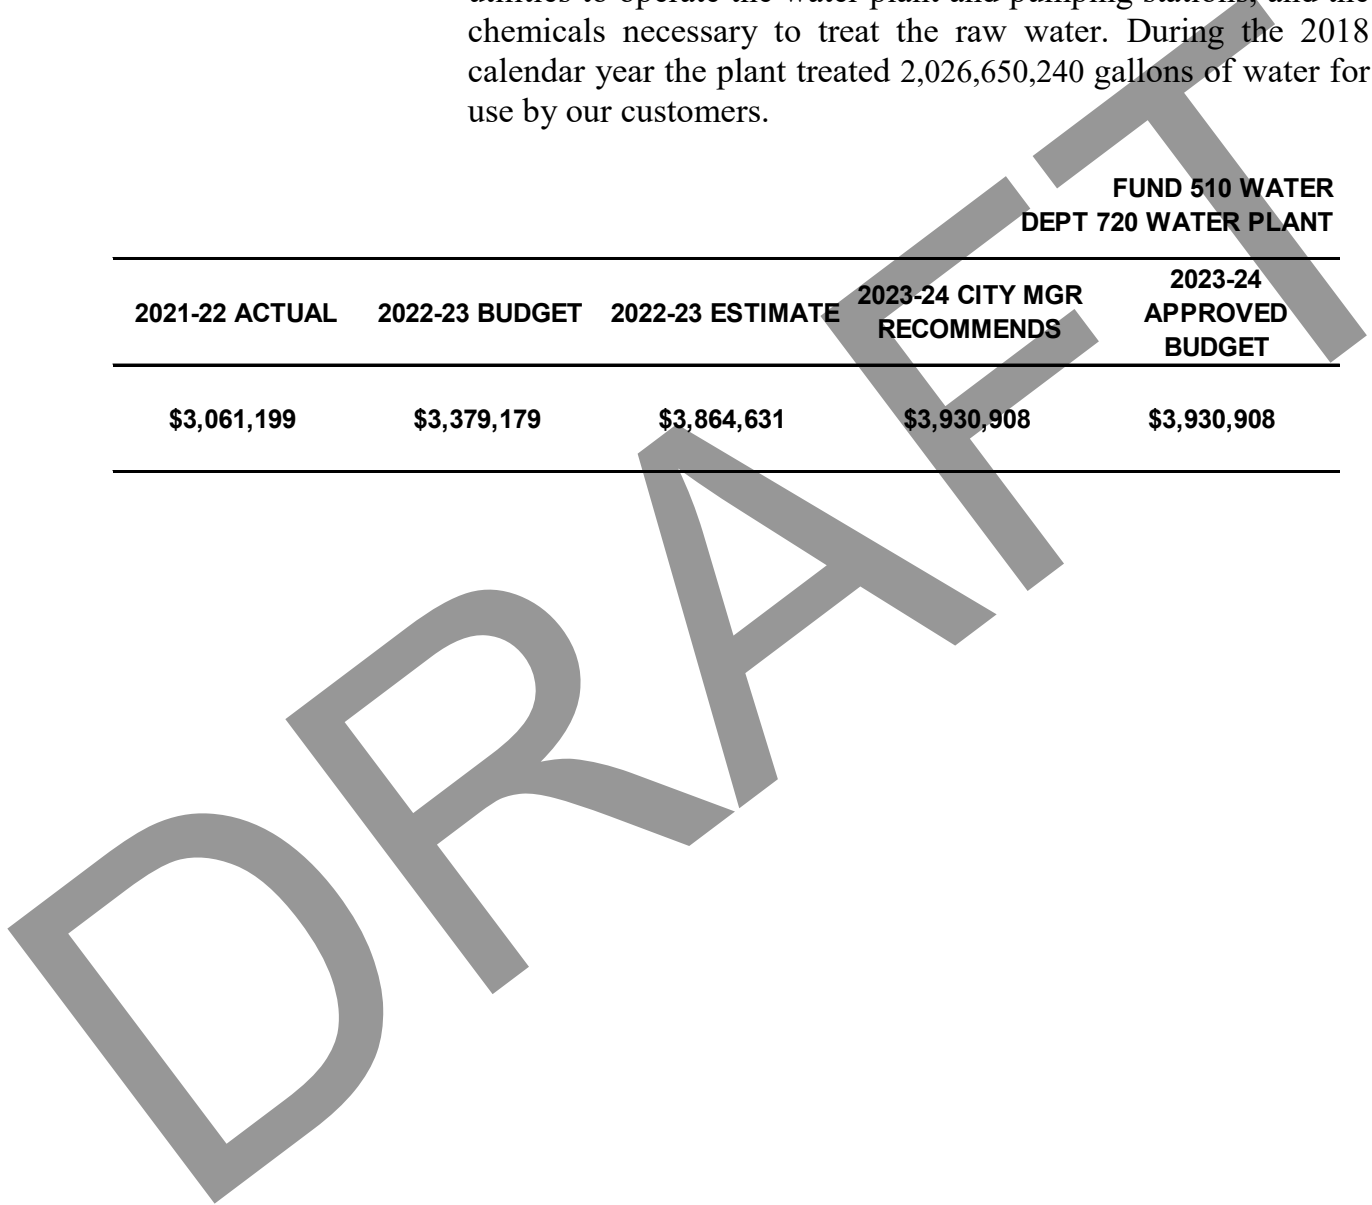 utilities to operate the water plant and pumping stations, and the
chemicals necessary to treat the raw water. During the 2018
calendar year the plant treated 2,026,650,240 gallons of water for
use by our customers.
FUND 510 WATER
DEPT 720 WATER PLANT
2021-22 ACTUAL 2022-23 BUDGET 2022-23 ESTIMATE 2023-24 CITY MGR RECOMMENDS 2023-24 APPROVED BUDGET
$3,061,199 $3,379,179 $3,864,631 $3,930,908 $3,930,908
DRAFT